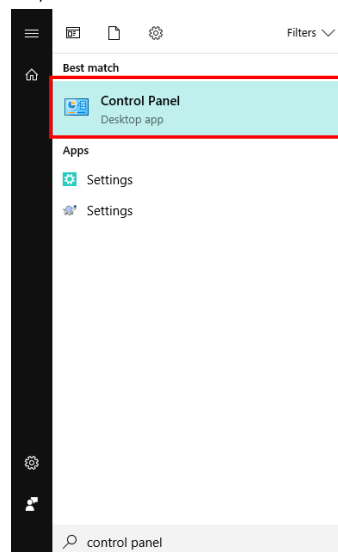 Filters
Best match
Control Panel
Desktop app
Apps
Settings
Settings
control panel